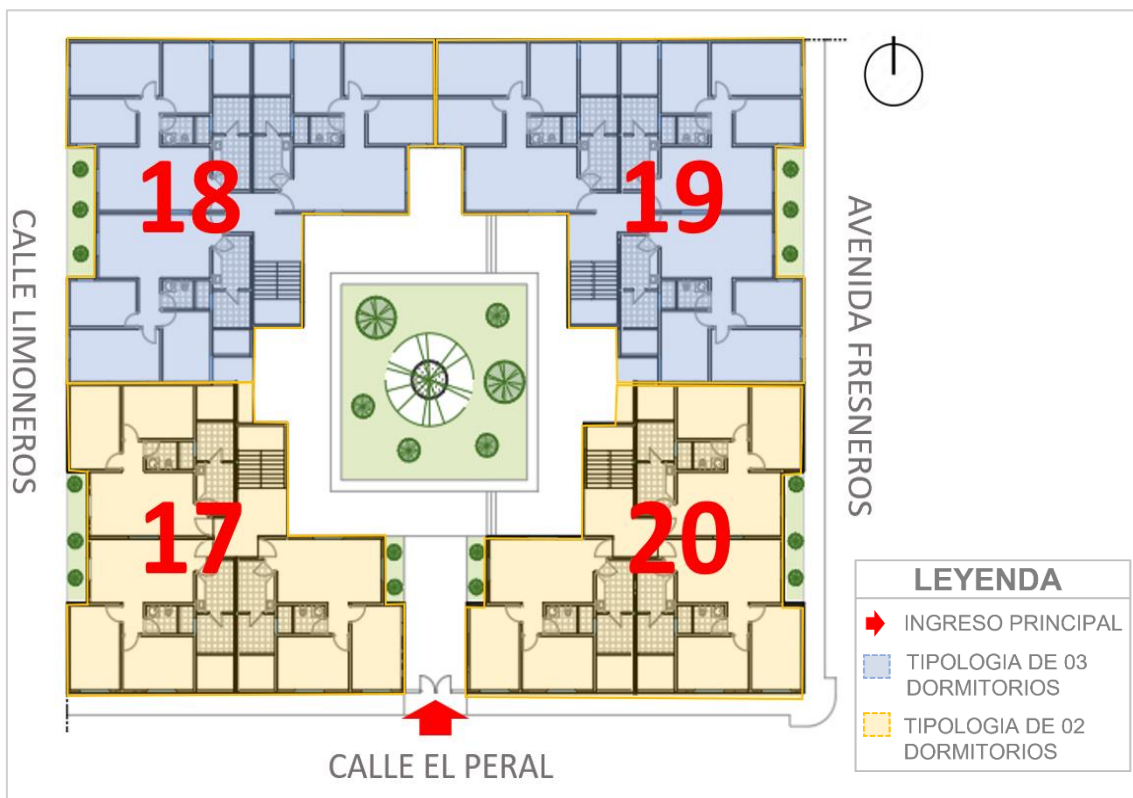 18
19
CALLE LIMONEROS
AVENIDA FRESNEROS
17
20
LEYENDA
INGRESO PRINCIPAL
TIPOLOGIA DE 03
DORMITORIOS
TIPOLOGIA DE 02
DORMITORIOS
CALLE EL PERAL